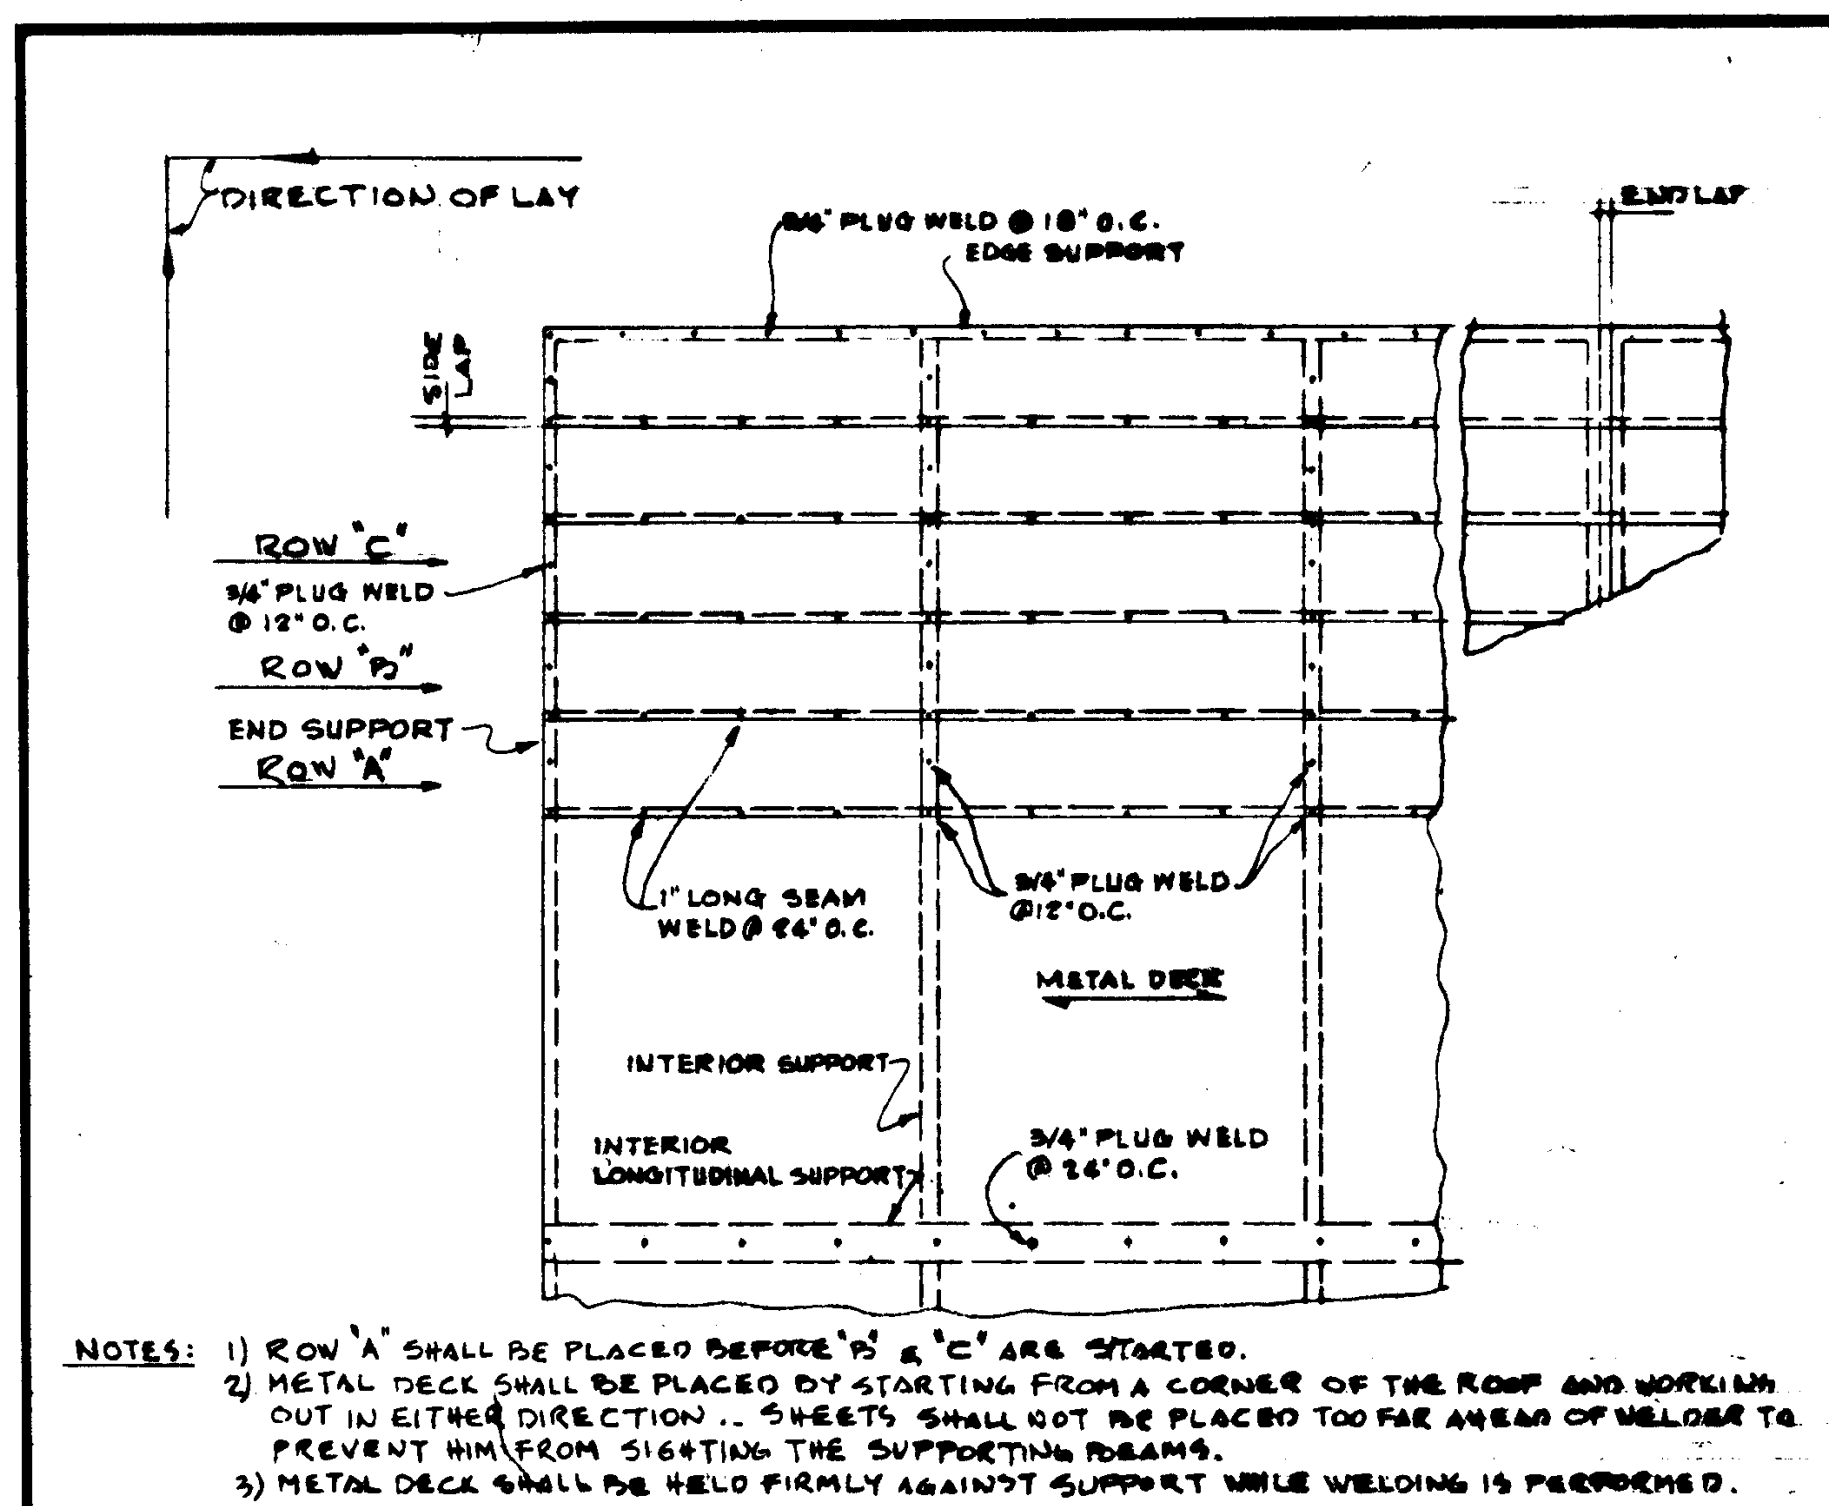 DIRECTION OF LAY
3/4" PLUG WELD @ 18" O.C.
EDGE SUPPORT
END LAP
SIDE
LAP
ROW "C"
3/4" PLUG WELD
@ 12" O.C.
ROW "B"
END SUPPORT
ROW "A"
1" LONG SEAM
WELD @ 24" O.C.
3/4" PLUG WELD
@12" O.C.
METAL DECK
INTERIOR SUPPORT
INTERIOR
LONGITUDINAL SUPPORT
3/4" PLUG WELD
@ 24" O.C.
NOTES: 1) ROW "A" SHALL BE PLACED BEFORE "B" & "C" ARE STARTED.
2) METAL DECK SHALL BE PLACED BY STARTING FROM A CORNER OF THE ROOF AND WORKING
OUT IN EITHER DIRECTION.. SHEETS SHALL NOT BE PLACED TOO FAR AHEAD OF WELDER TO
PREVENT HIM FROM SIGHTING THE SUPPORTING BEAMS.
3) METAL DECK SHALL BE HELD FIRMLY AGAINST SUPPORT WHILE WELDING IS PERFORMED.